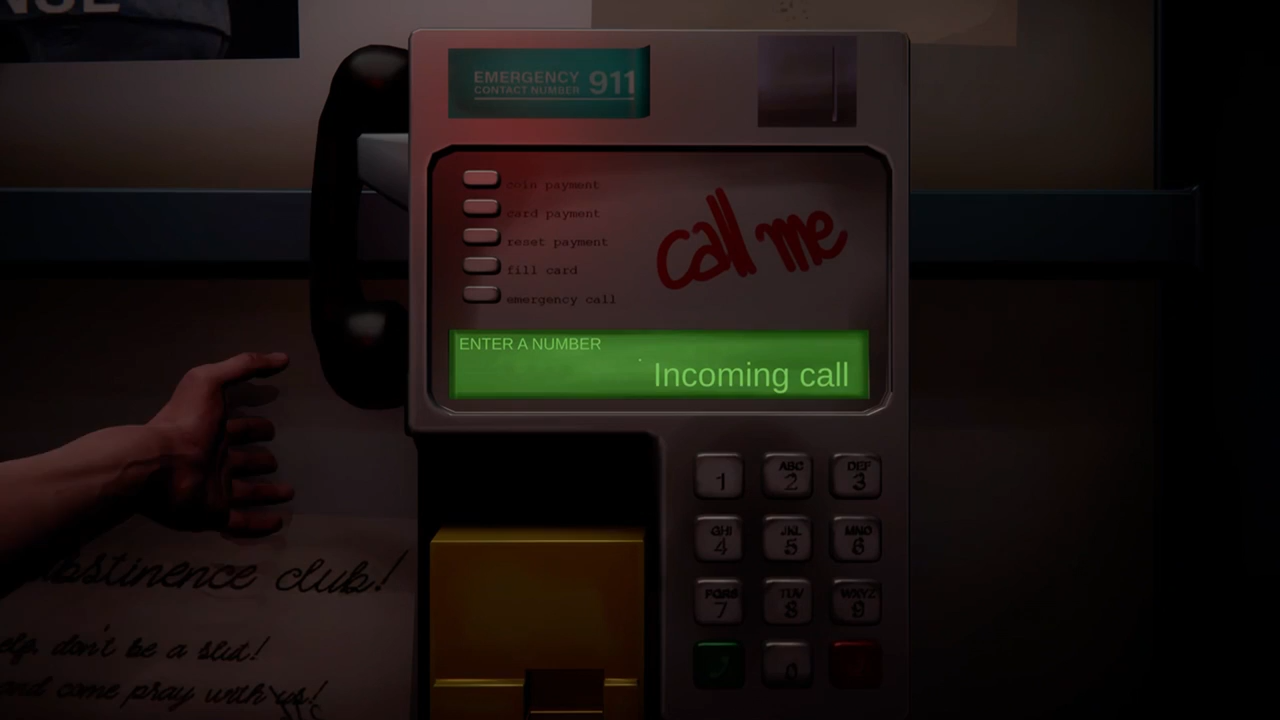 EMERGENCY
CONTACT NUMBER 911
coin payment
card payment
reset payment
fill card
emergency call
call me
ENTER A NUMBER
Incoming call
1
ABC
2
DEF
3
GHI
4
JKL
5
MNO
6
PQRS
7
TUV
8
WXYZ
9
0
abstinence club!
don't be a slut!
and come pray with us!